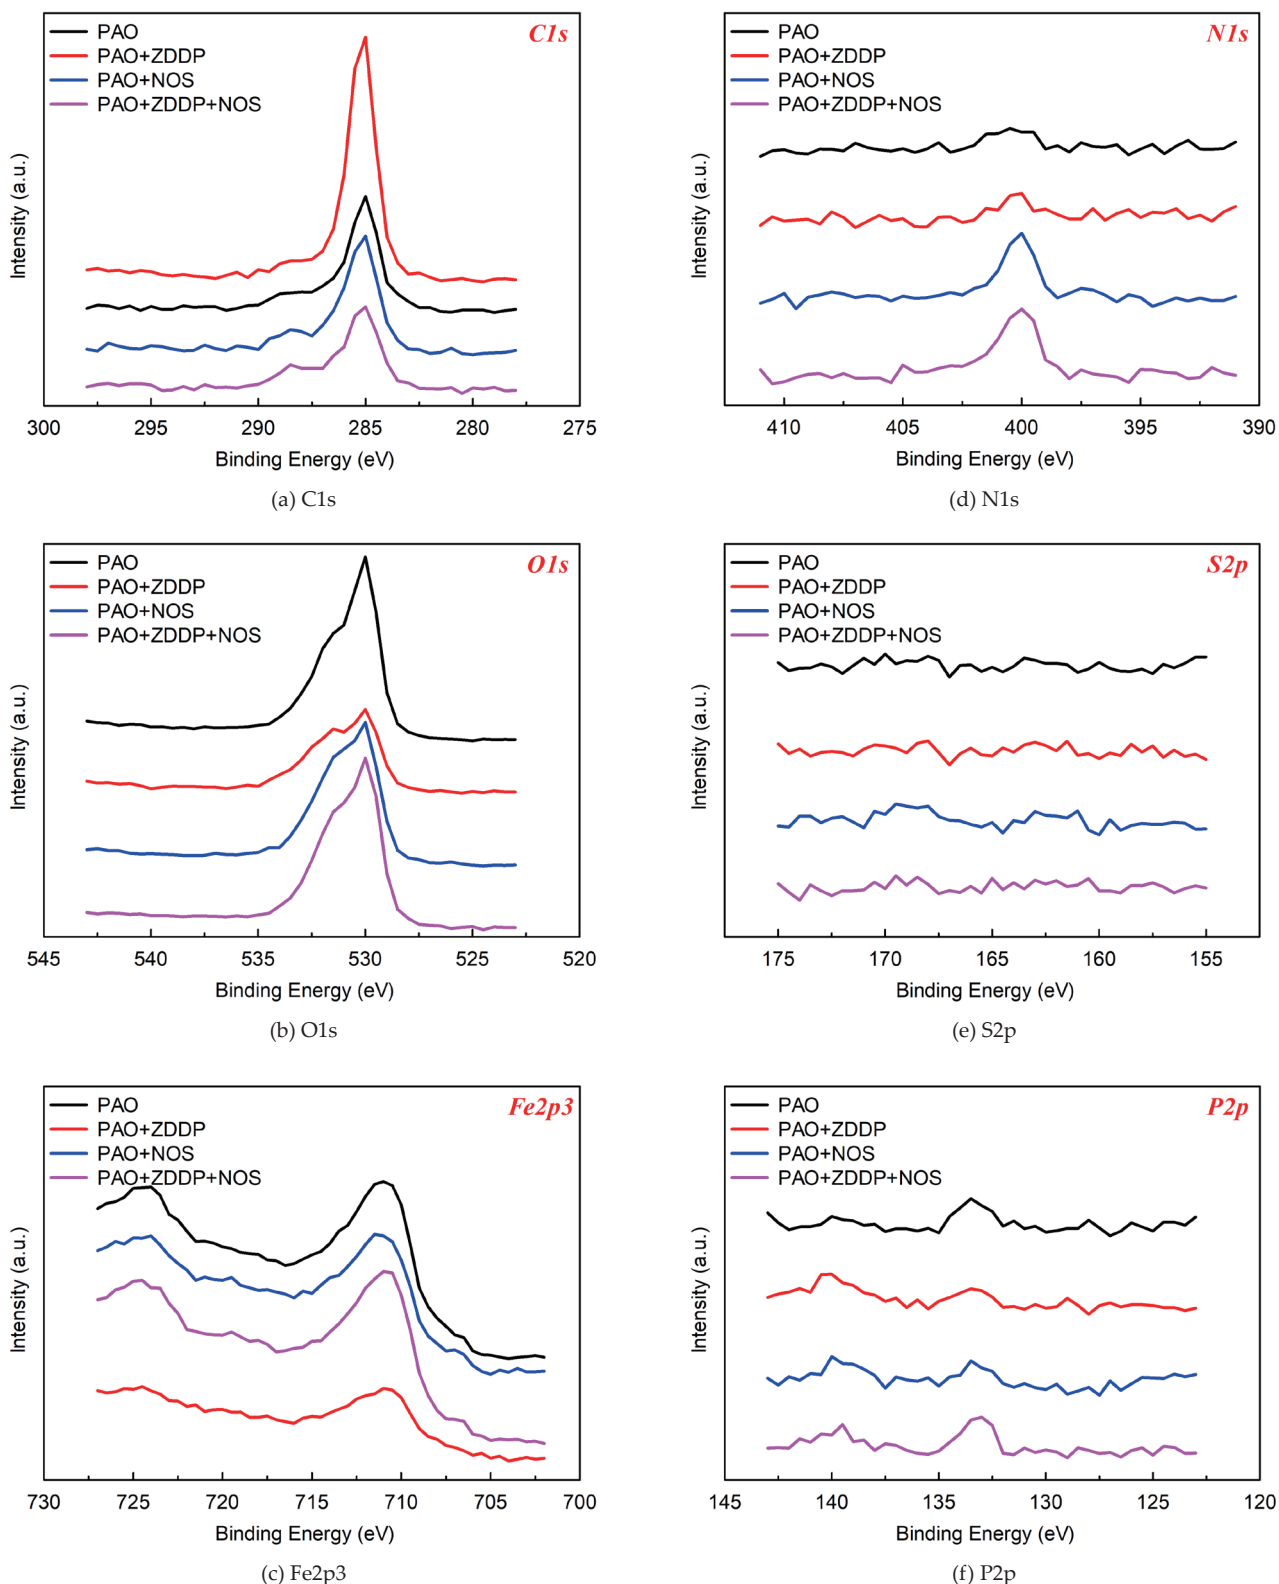 PAO
PAO+ZDDP
PAO+NOS
PAO+ZDDP+NOS
C1s
Intensity (a.u.)
300 295 290 285 280 275
Binding Energy (eV)
(a) C1s
PAO
PAO+ZDDP
PAO+NOS
PAO+ZDDP+NOS
N1s
Intensity (a.u.)
410 405 400 395 390
Binding Energy (eV)
(d) N1s
PAO
PAO+ZDDP
PAO+NOS
PAO+ZDDP+NOS
O1s
Intensity (a.u.)
545 540 535 530 525 520
Binding Energy (eV)
(b) O1s
PAO
PAO+ZDDP
PAO+NOS
PAO+ZDDP+NOS
S2p
Intensity (a.u.)
175 170 165 160 155
Binding Energy (eV)
(e) S2p
PAO
PAO+ZDDP
PAO+NOS
PAO+ZDDP+NOS
Fe2p3
Intensity (a.u.)
730 725 720 715 710 705 700
Binding Energy (eV)
(c) Fe2p3
PAO
PAO+ZDDP
PAO+NOS
PAO+ZDDP+NOS
P2p
Intensity (a.u.)
145 140 135 130 125 120
Binding Energy (eV)
(f) P2p